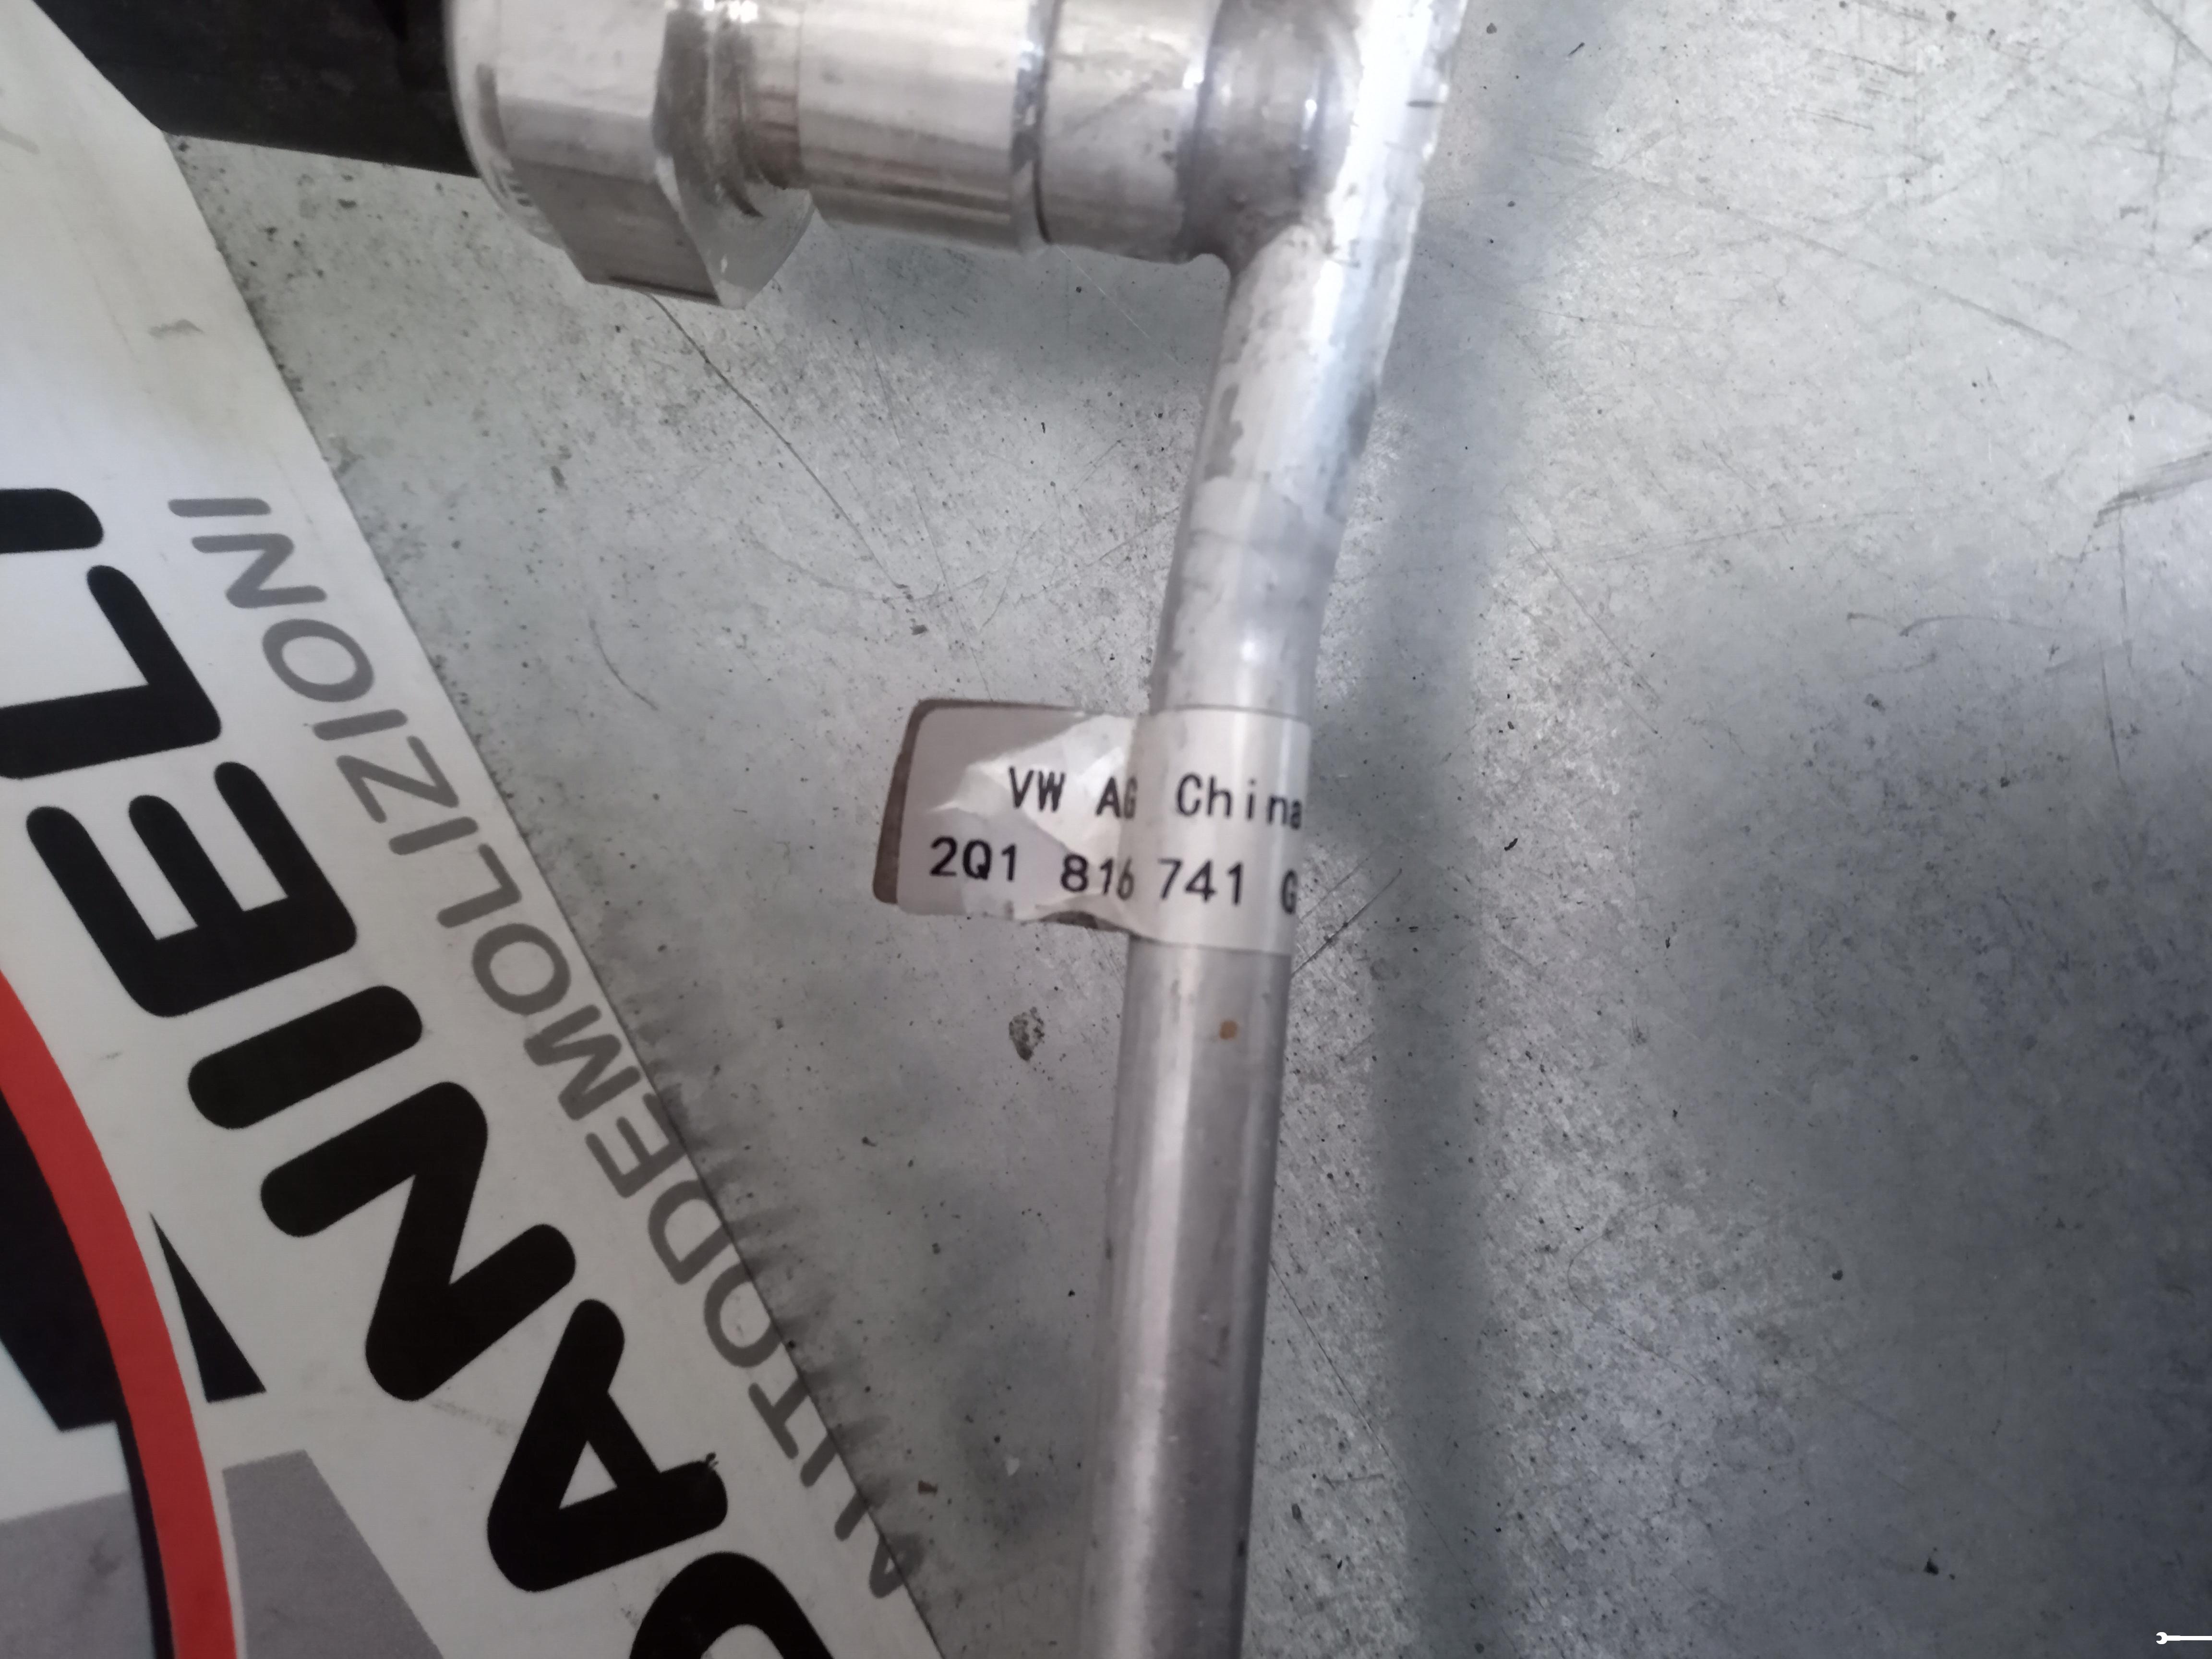 VW AG China
2Q1 816 741 G
AUTODEMOLIZIONI